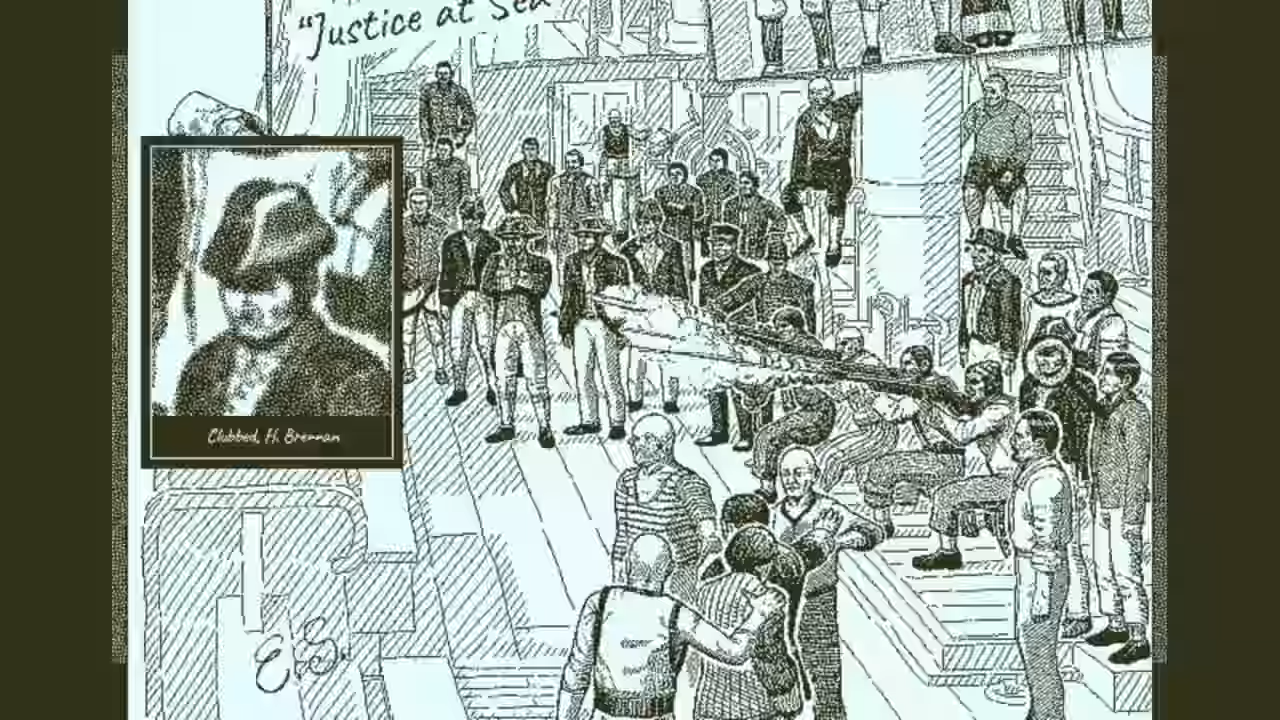 "Justice at Sea"
Clubbed, H. Brennan
E.S.